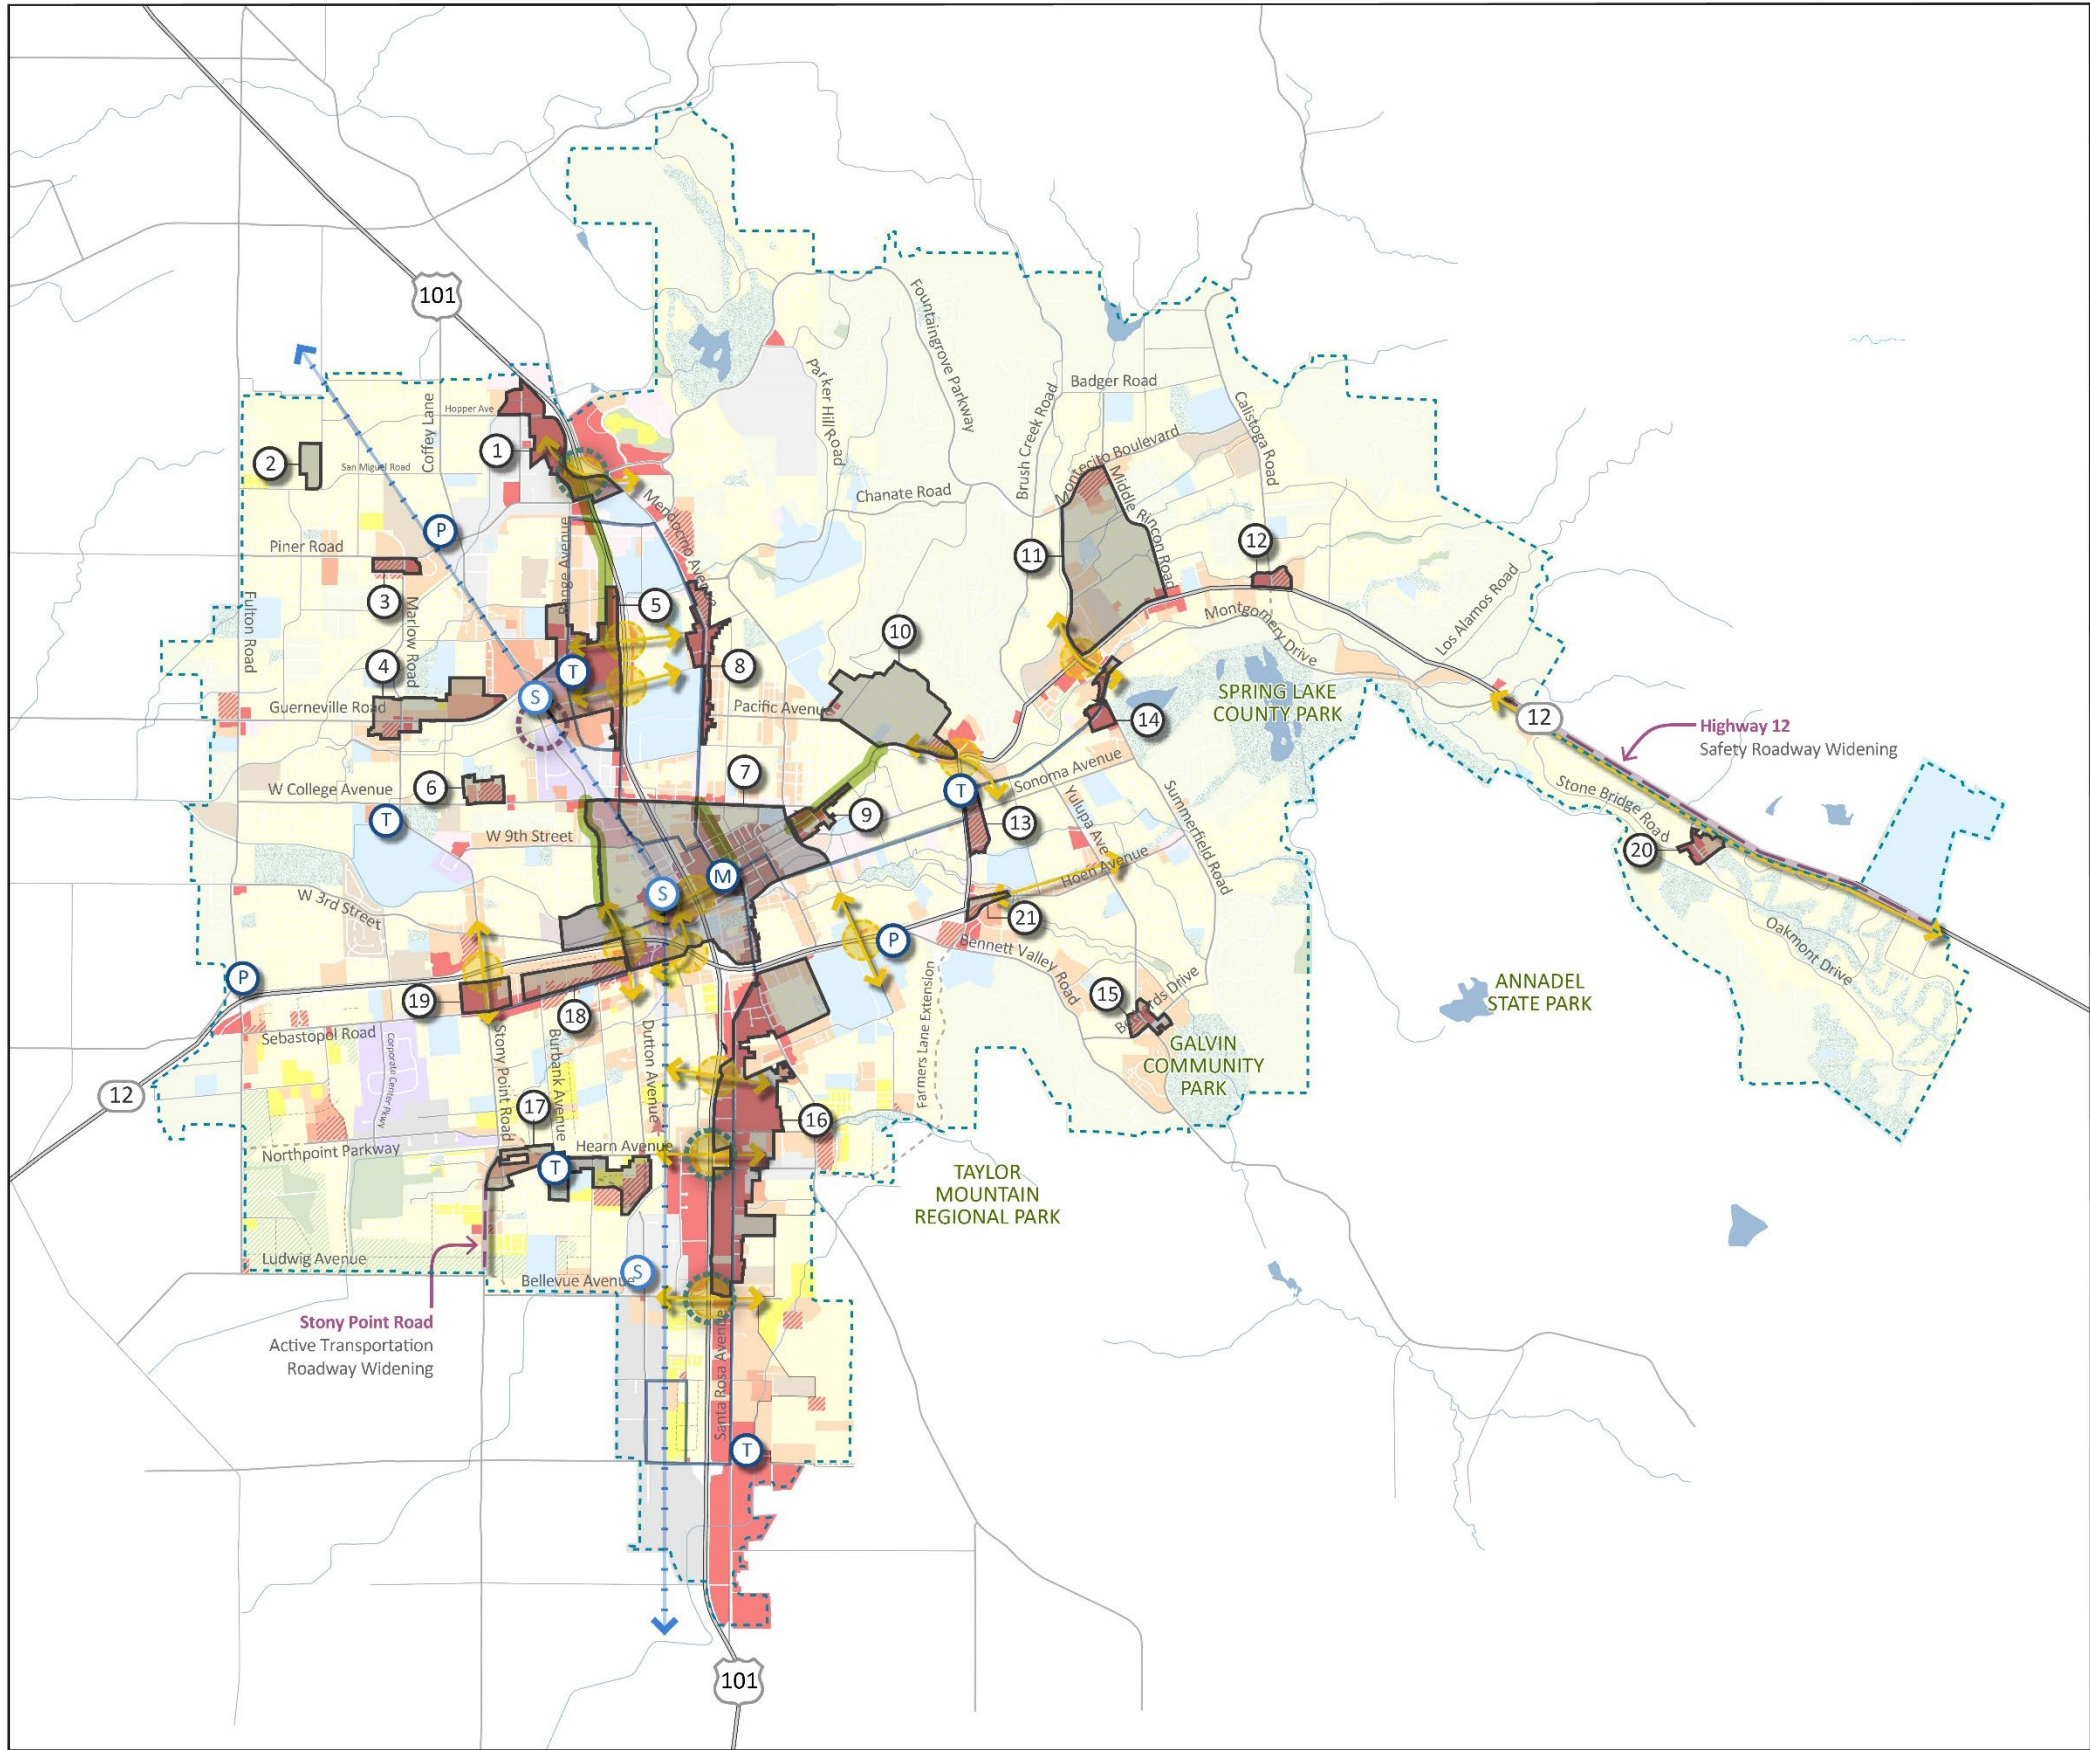 101
Fountaingrove Parkway
Parker Hill Road
Badger Road
Brush Creek Road
Calistoga Road
Hopper Ave
Coffey Lane
1
2
San Miguel Road
Montecito Boulevard
Middle Rincon Road
Chanate Road
Mendocino Avenue
Range Avenue
P
Piner Road
3
Marlow Road
Fulton Road
11
12
Los Alamos Road
Montgomery Drive
5
10
4
8
T
S
Guerneville Road
Pacific Avenue
14
SPRING LAKE
COUNTY PARK
12
Highway 12
Safety Roadway Widening
Stone Bridge Road
7
W College Avenue
6
T
Sonoma Avenue
Yulupa Ave
Summerfield Road
T
9
13
W 9th Street
20
M
S
Hoen Avenue
W 3rd Street
21
P
Bennett Valley Road
Oakmont Drive
P
19
18
15
ANNADEL
STATE PARK
Farmers Lane Extension
GALVIN
COMMUNITY
PARK
Sebastopol Road
Corporate Center Pkwy
Stony Point Road
Burbank Avenue
Dutton Avenue
12
17
16
Northpoint Parkway
Hearn Avenue
T
TAYLOR
MOUNTAIN
REGIONAL PARK
Ludwig Avenue
Bellevue Avenue
S
Stony Point Road
Active Transportation
Roadway Widening
Santa Rosa Avenue
T
101